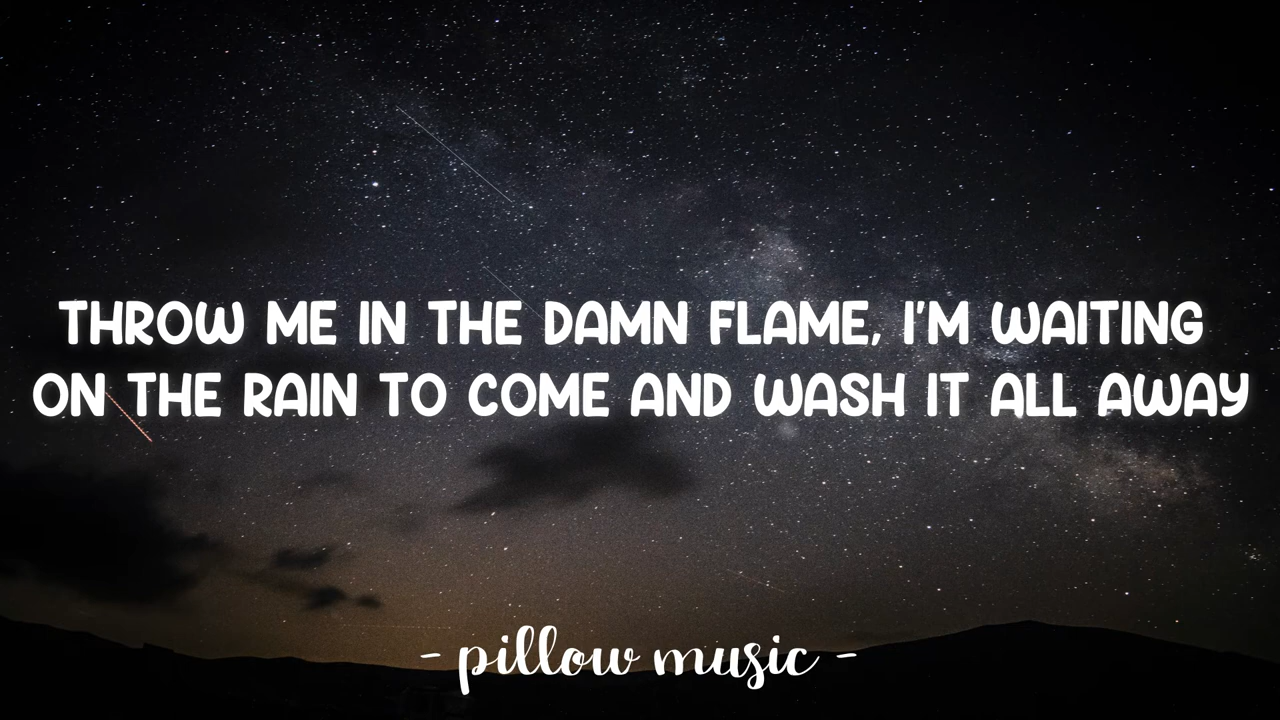 THROW ME IN THE DAMN FLAME, I'M WAITING
ON THE RAIN TO COME AND WASH IT ALL AWAY
- pillow music -